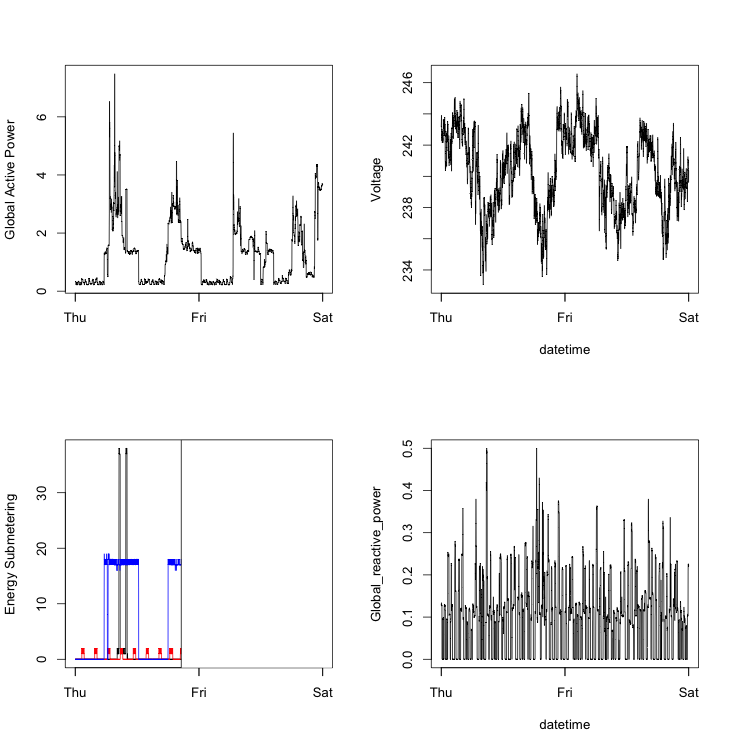 Global Active Power
0
2
4
6
Thu
Fri
Sat
Voltage
234
238
242
246
Thu
Fri
Sat
datetime
Energy Submetering
0
10
20
30
Thu
Fri
Sat
Global_reactive_power
0.0
0.1
0.2
0.3
0.4
0.5
Thu
Fri
Sat
datetime